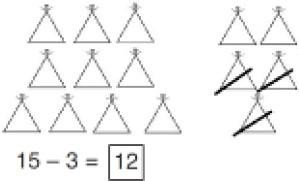 15 – 3 = 12